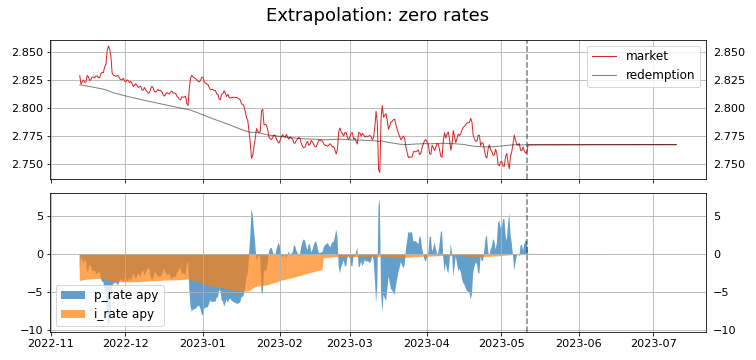 Extrapolation: zero rates
2.850 2.850
2.825 2.825
2.800 2.800
2.775 2.775
2.750 2.750
market
redemption
5 5
0 0
−5 −5
−10 −10
p_rate apy
i_rate apy
2022-11 2022-12 2023-01 2023-02 2023-03 2023-04 2023-05 2023-06 2023-07